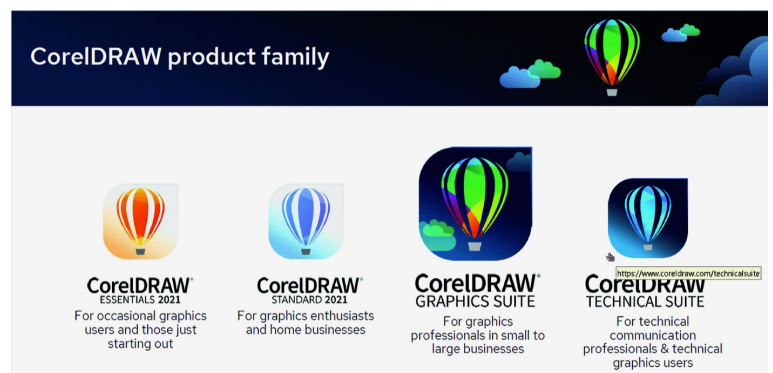 CorelDRAW product family
CorelDRAW®
ESSENTIALS 2021
For occasional graphics
users and those just
starting out
CorelDRAW®
STANDARD 2021
For graphics enthusiasts
and home businesses
CorelDRAW®
GRAPHICS SUITE
For graphics
professionals in small to
large businesses
https://www.coreldraw.com/technicalsuite
CorelDRAW®
TECHNICAL SUITE
For technical
communication
professionals & technical
graphics users